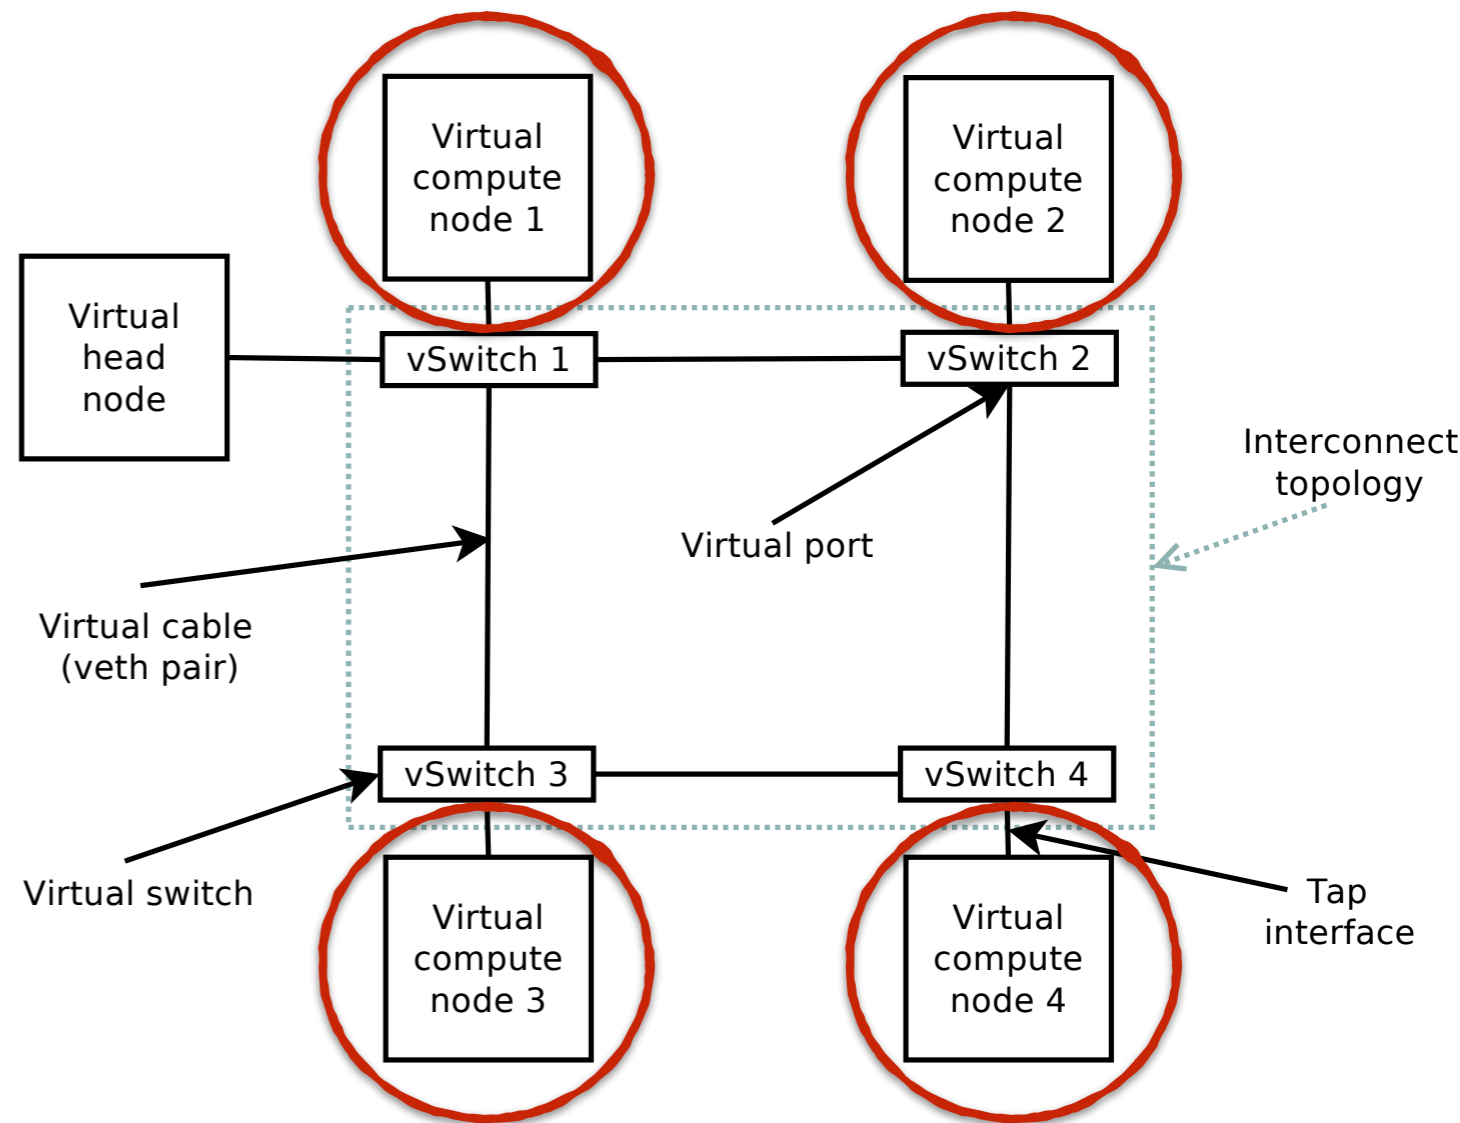 Virtual
compute
node 1
Virtual
compute
node 2
Virtual
head
node
vSwitch 1
vSwitch 2
Interconnect
topology
Virtual port
Virtual cable
(veth pair)
vSwitch 3
vSwitch 4
Virtual switch
Tap
interface
Virtual
compute
node 3
Virtual
compute
node 4